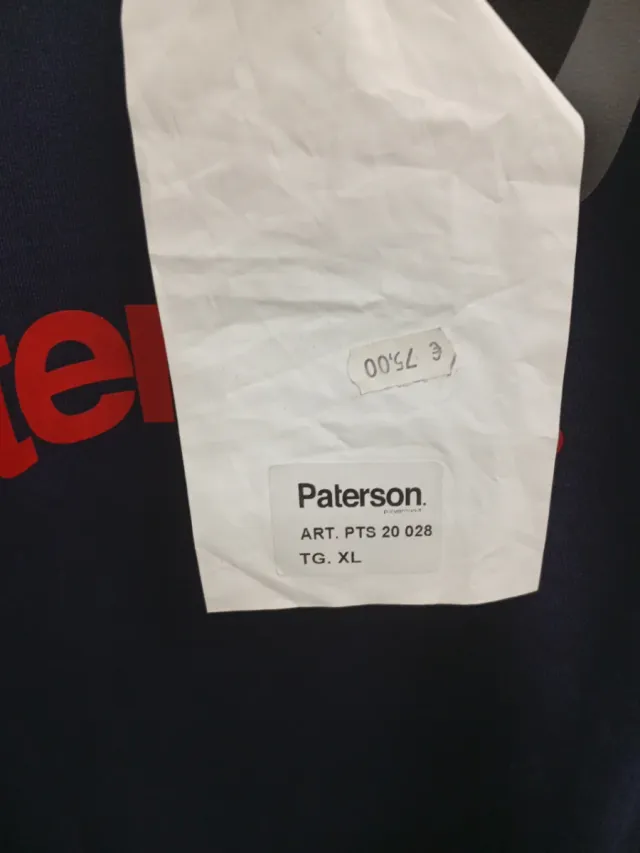 ter
€ 75,00
Paterson.
ART. PTS 20 028
TG. XL